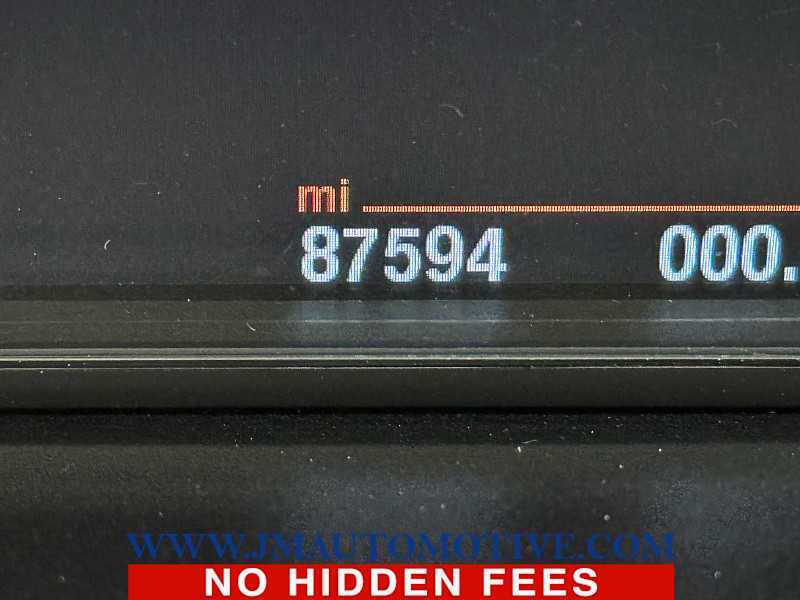 mi
87594 000.
WWW.JMAUTOMOTIVE.COM
NO HIDDEN FEES